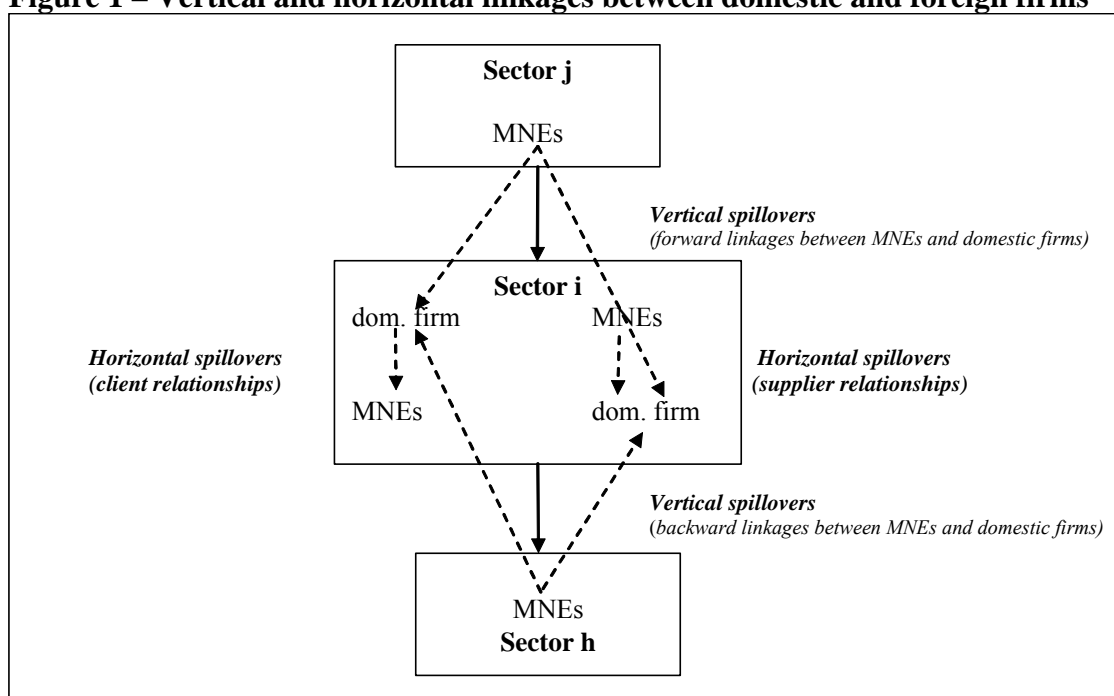 Figure 1 – Vertical and horizontal linkages between domestic and foreign firms
Sector j
MNEs
Vertical spillovers
(forward linkages between MNEs and domestic firms)
Sector i
dom. firm
MNEs
Horizontal spillovers
(client relationships)
Horizontal spillovers
(supplier relationships)
MNEs
dom. firm
Vertical spillovers
(backward linkages between MNEs and domestic firms)
MNEs
Sector h